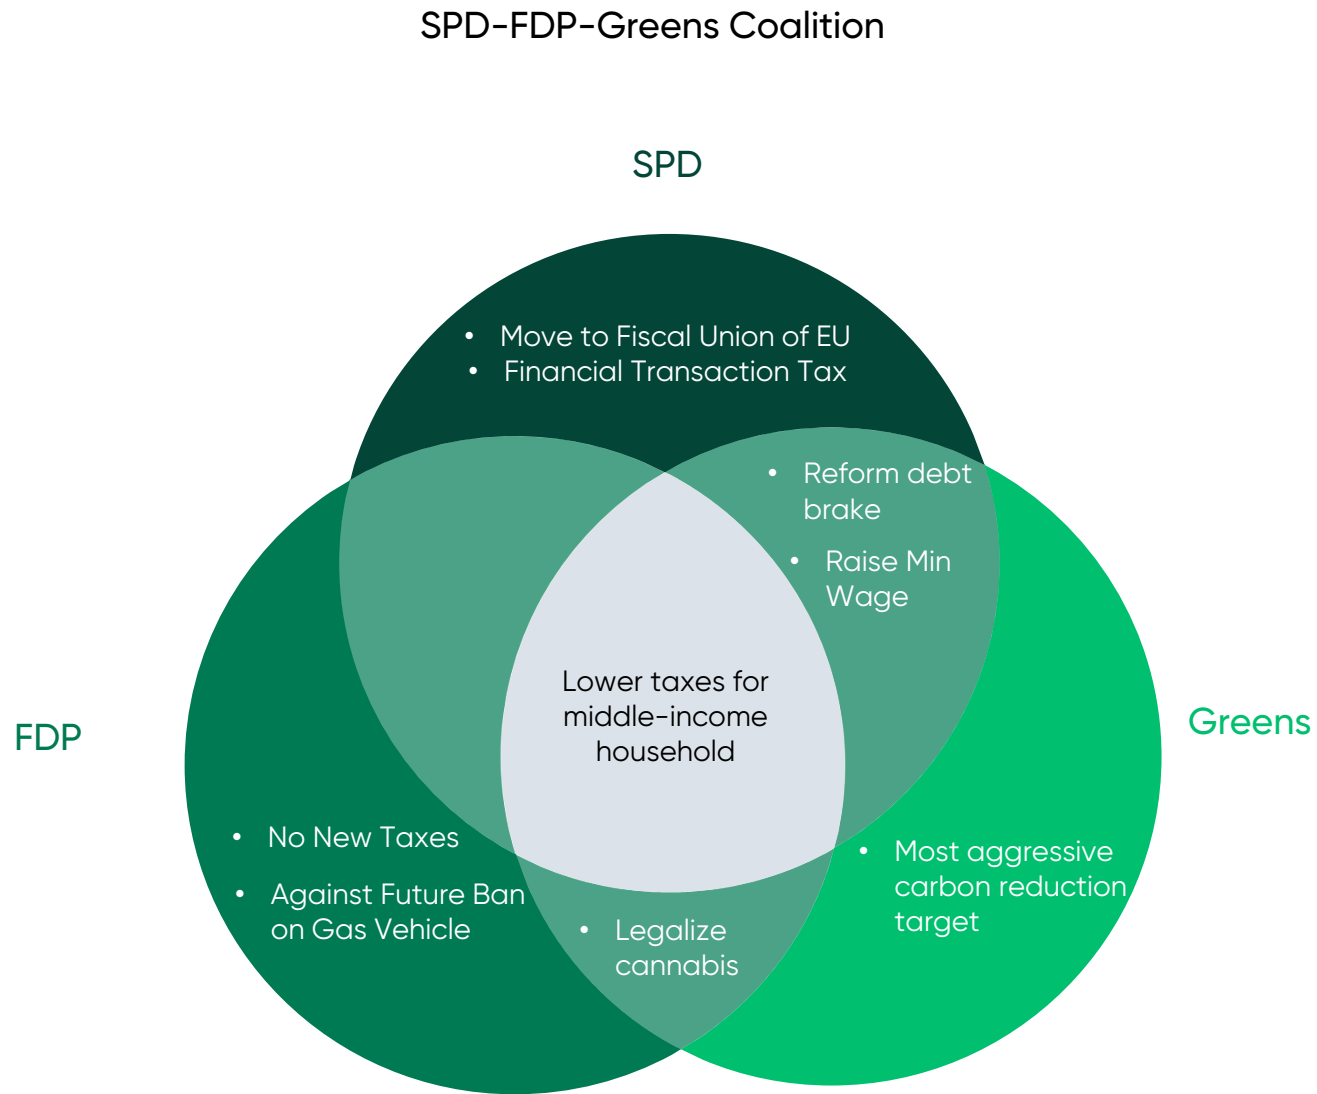 SPD-FDP-Greens Coalition
SPD
• Move to Fiscal Union of EU
• Financial Transaction Tax
• Reform debt
brake
• Raise Min
Wage
Lower taxes for
middle-income
household
FDP
Greens
• No New Taxes
• Against Future Ban
on Gas Vehicle
• Most aggressive
carbon reduction
target
• Legalize
cannabis